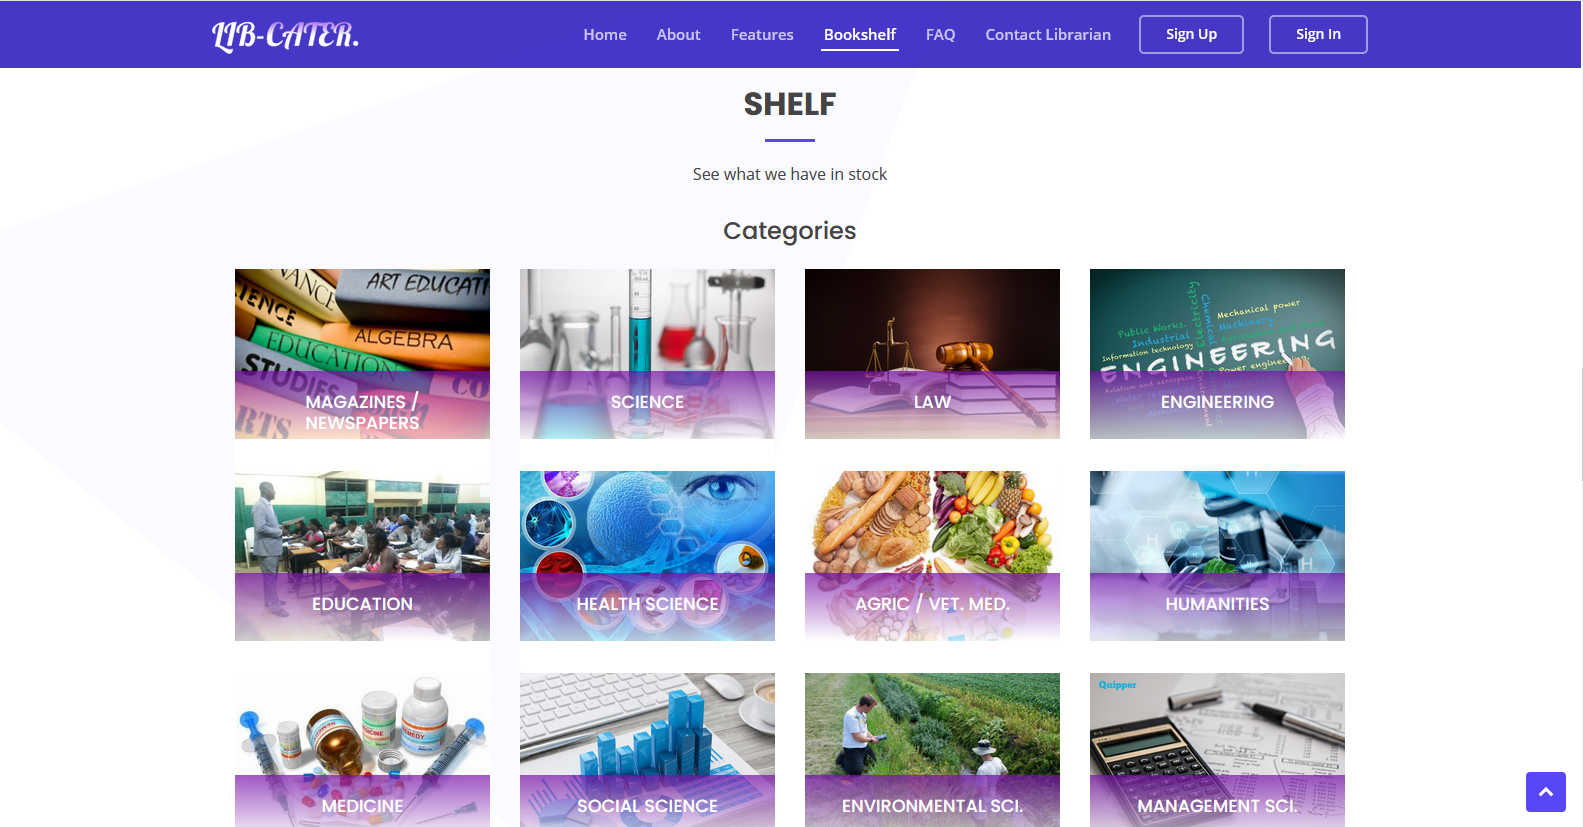 LIB-CATER.
Home About Features Bookshelf FAQ Contact Librarian Sign Up Sign In
SHELF
See what we have in stock
Categories
ART EDUCATI
ALGEBRA
EDUCATION
STUDIES
MAGAZINES /
NEWSPAPERS
SCIENCE
LAW
Electricity
Chemical
Mechanical power
Public Works.
Machinery.
Industrial
Information technology
ENGINEERING
Power engineering.
ENGINEERING
EDUCATION
HEALTH SCIENCE
AGRIC / VET. MED.
HUMANITIES
MEDICINE
SOCIAL SCIENCE
ENVIRONMENTAL SCI.
Quipper
MANAGEMENT SCI.